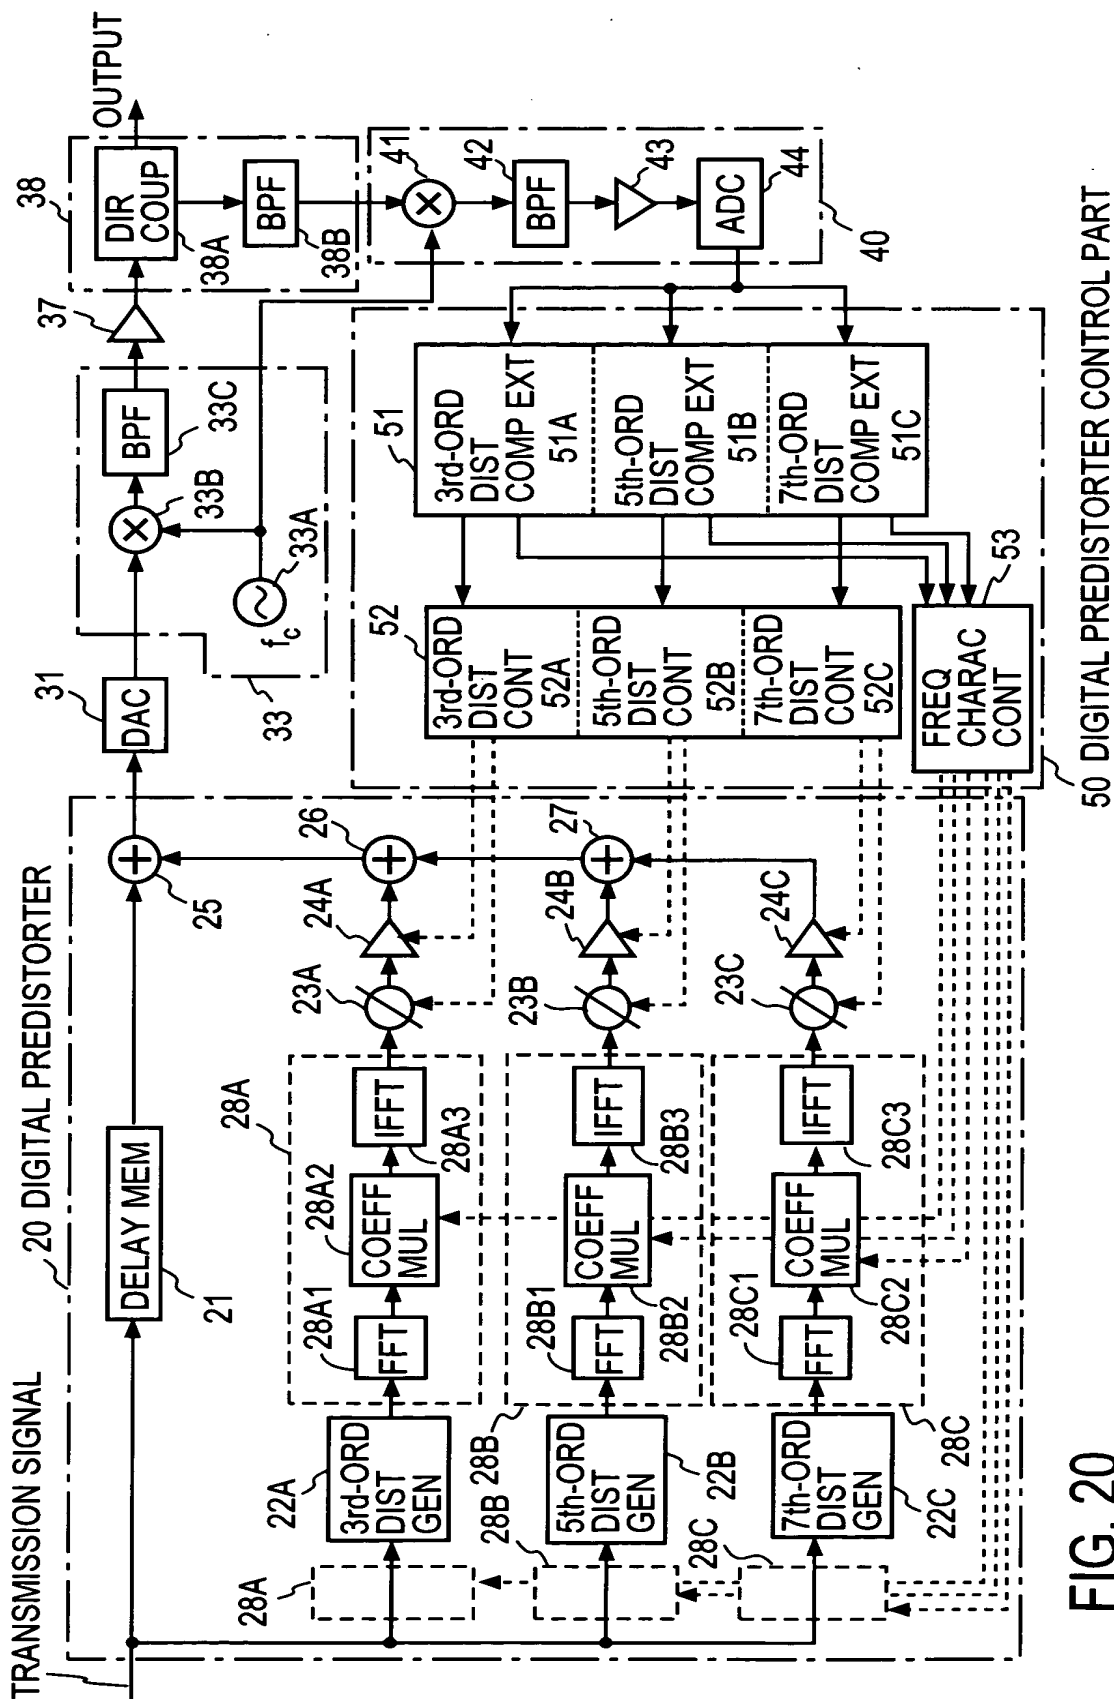 TRANSMISSION SIGNAL
20 DIGITAL PREDISTORTER
DELAY MEM
21
25
DAC
31
33
33B
BPF
33C
33A
fc
37
38
DIR
COUP
38A
BPF
38B
OUTPUT
41
42
BPF
43
ADC
44
40
28A
22A
3rd-ORD
DIST
GEN
28A
28A1
FFT
28A2
COEFF
MUL
IFFT
28A3
23A
24A
26
28B
28B
5th-ORD
DIST
GEN
22B
28B1
FFT
COEFF
MUL
28B2
IFFT
28B3
23B
24B
27
28C
7th-ORD
DIST
GEN
22C
28C
28C1
FFT
COEFF
MUL
28C2
IFFT
28C3
23C
24C
52
3rd-ORD
DIST
CONT
52A
5th-ORD
DIST
CONT
52B
7th-ORD
DIST
CONT
52C
51
3rd-ORD
DIST
COMP EXT
51A
5th-ORD
DIST
COMP EXT
51B
7th-ORD
DIST
COMP EXT
51C
53
FREQ
CHARAC
CONT
50 DIGITAL PREDISTORTER CONTROL PART
FIG. 20